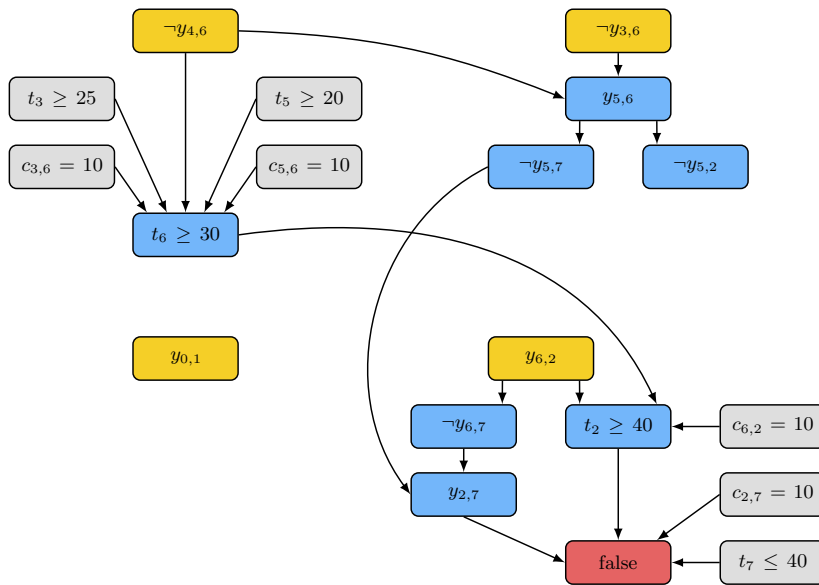 ¬y₄,₆
¬y₃,₆
t₃ ≥ 25
t₅ ≥ 20
y₅,₆
c₃,₆ = 10
c₅,₆ = 10
¬y₅,₇
¬y₅,₂
t₆ ≥ 30
y₀,₁
y₆,₂
¬y₆,₇
t₂ ≥ 40
c₆,₂ = 10
y₂,₇
c₂,₇ = 10
false
t₇ ≤ 40